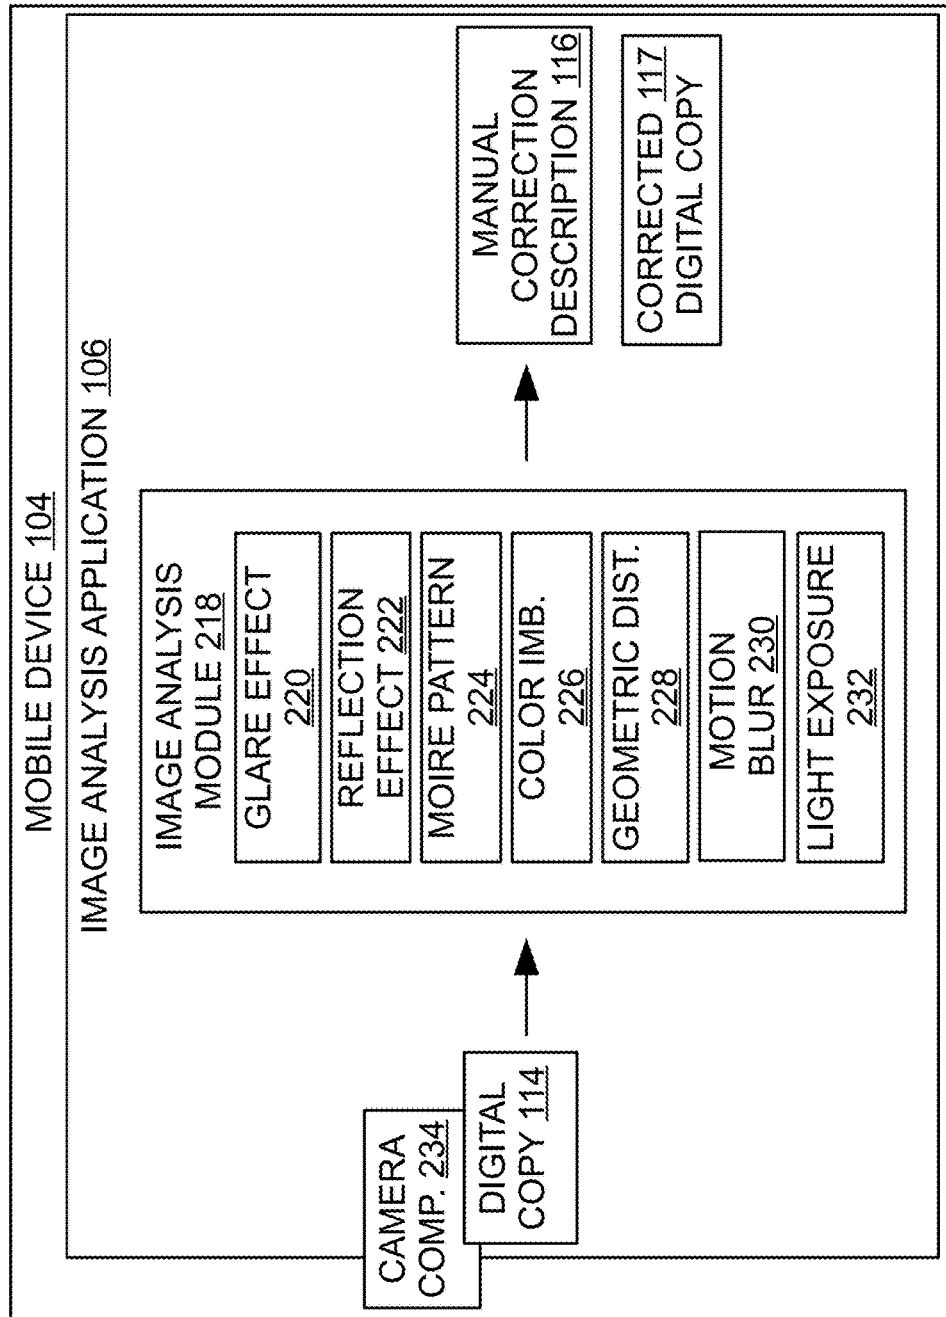 MOBILE DEVICE 104
IMAGE ANALYSIS APPLICATION 106
CAMERA
COMP. 234
DIGITAL
COPY 114
IMAGE ANALYSIS
MODULE 218
GLARE EFFECT
220
REFLECTION
EFFECT 222
MOIRE PATTERN
224
COLOR IMB.
226
GEOMETRIC DIST.
228
MOTION
BLUR 230
LIGHT EXPOSURE
232
MANUAL
CORRECTION
DESCRIPTION 116
CORRECTED 117
DIGITAL COPY